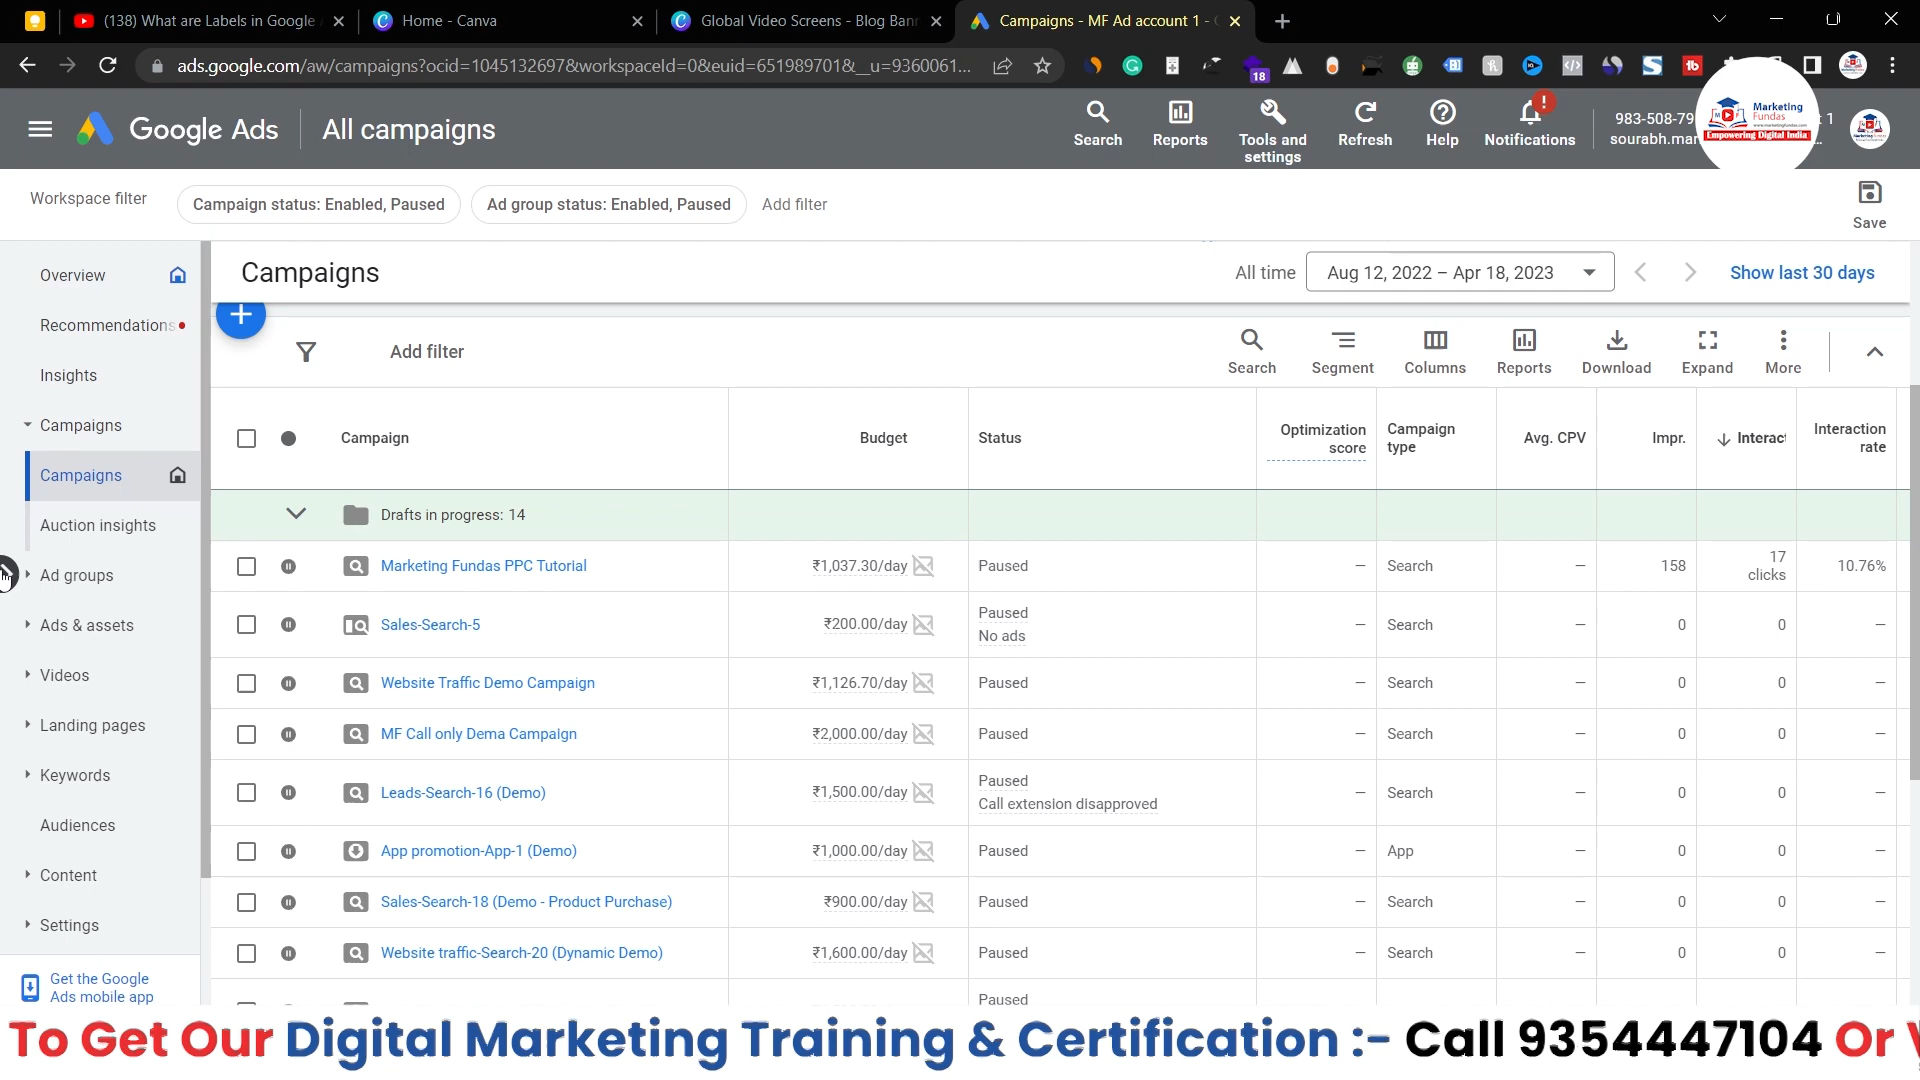 (138) What are Labels in Google
Home - Canva
Global Video Screens - Blog Bann
Campaigns - MF Ad account 1 -
ads.google.com/aw/campaigns?ocid=1045132697&workspaceId=0&euid=651989701&__u=9360061...
18
Google Ads
All campaigns
Search
Reports
Tools and
settings
Refresh
Help
Notifications
983-508-79
sourabh.mar
Marketing
Fundas
Empowering Digital India
1
Workspace filter
Campaign status: Enabled, Paused
Ad group status: Enabled, Paused
Add filter
Save
Overview
Recommendations
Insights
Campaigns
Campaigns
Auction insights
Ad groups
Ads & assets
Videos
Landing pages
Keywords
Audiences
Content
Settings
Get the Google
Ads mobile app
Campaigns
All time
Aug 12, 2022 – Apr 18, 2023
Show last 30 days
Add filter
Search
Segment
Columns
Reports
Download
Expand
More
Campaign
Budget
Status
Optimization
score
Campaign
type
Avg. CPV
Impr.
Interact
Interaction
rate
Drafts in progress: 14
Marketing Fundas PPC Tutorial
₹1,037.30/day
Paused
—
Search
—
158
17
clicks
10.76%
Sales-Search-5
₹200.00/day
Paused
No ads
—
Search
—
0
0
—
Website Traffic Demo Campaign
₹1,126.70/day
Paused
—
Search
—
0
0
—
MF Call only Dema Campaign
₹2,000.00/day
Paused
—
Search
—
0
0
—
Leads-Search-16 (Demo)
₹1,500.00/day
Paused
Call extension disapproved
—
Search
—
0
0
—
App promotion-App-1 (Demo)
₹1,000.00/day
Paused
—
App
—
0
0
—
Sales-Search-18 (Demo - Product Purchase)
₹900.00/day
Paused
—
Search
—
0
0
—
Website traffic-Search-20 (Dynamic Demo)
₹1,600.00/day
Paused
—
Search
—
0
0
—
Paused
To Get Our Digital Marketing Training & Certification :- Call 9354447104 Or